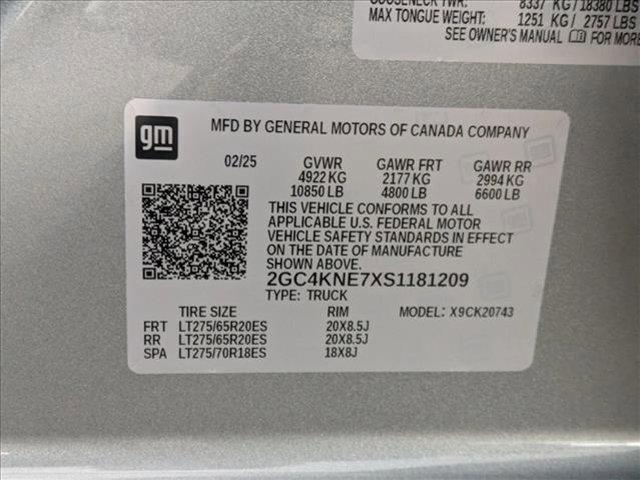 GOOSENECK TWR: 8337 KG/18380 LBS
MAX TONGUE WEIGHT: 1251 KG/ 2757 LBS
SEE OWNER'S MANUAL FOR MORE
gm
MFD BY GENERAL MOTORS OF CANADA COMPANY
02/25 GVWR GAWR FRT GAWR RR
4922 KG 2177 KG 2994 KG
10850 LB 4800 LB 6600 LB
THIS VEHICLE CONFORMS TO ALL
APPLICABLE U.S. FEDERAL MOTOR
VEHICLE SAFETY STANDARDS IN EFFECT
ON THE DATE OF MANUFACTURE
SHOWN ABOVE.
2GC4KNE7XS1181209
TYPE: TRUCK
TIRE SIZE RIM MODEL: X9CK20743
FRT LT275/65R20ES 20X8.5J
RR LT275/65R20ES 20X8.5J
SPA LT275/70R18ES 18X8J